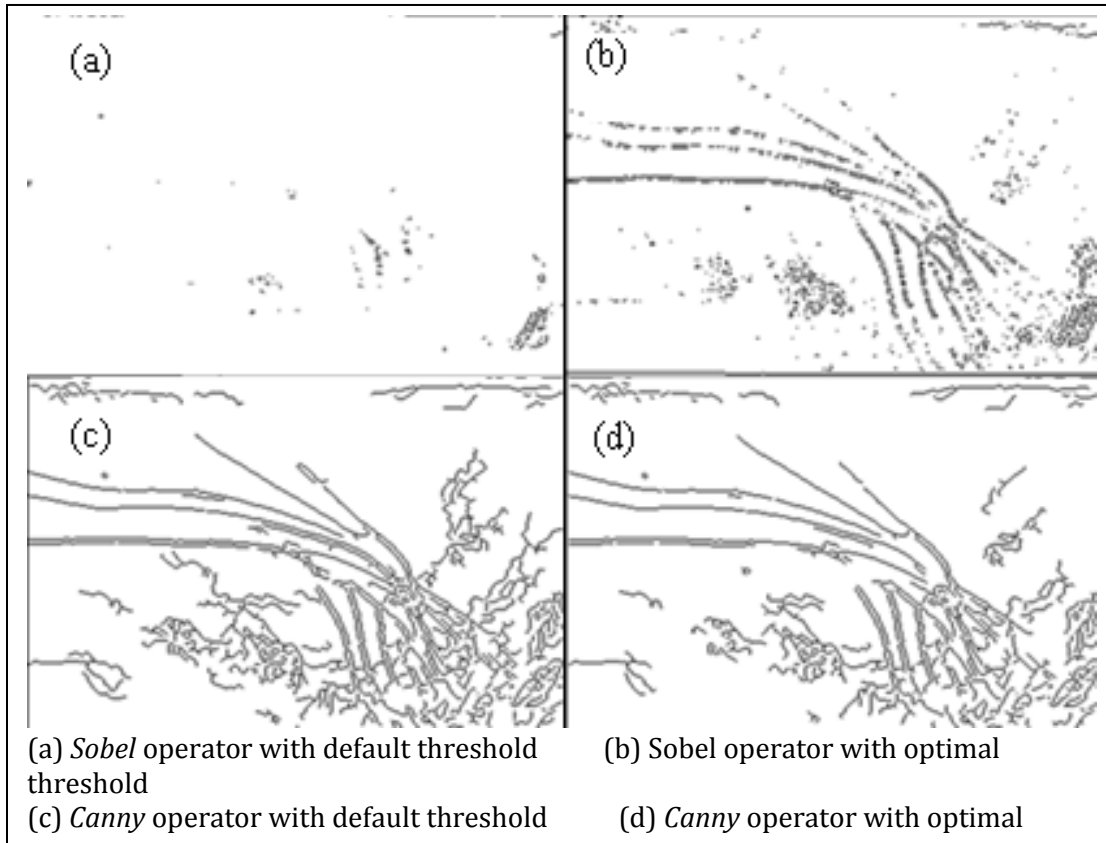 (a)
(b)
(c)
(d)
(a) Sobel operator with default threshold (b) Sobel operator with optimal
threshold
(c) Canny operator with default threshold (d) Canny operator with optimal